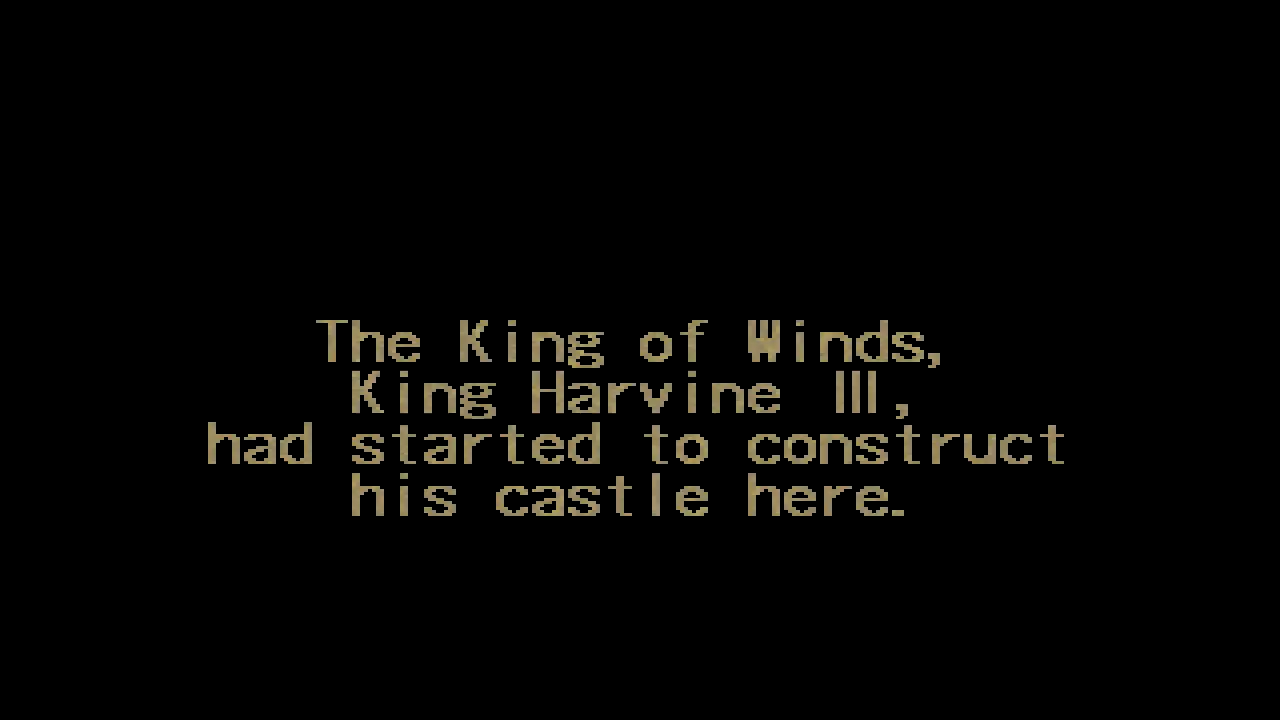 The King of Winds,
King Harvine III,
had started to construct
his castle here.